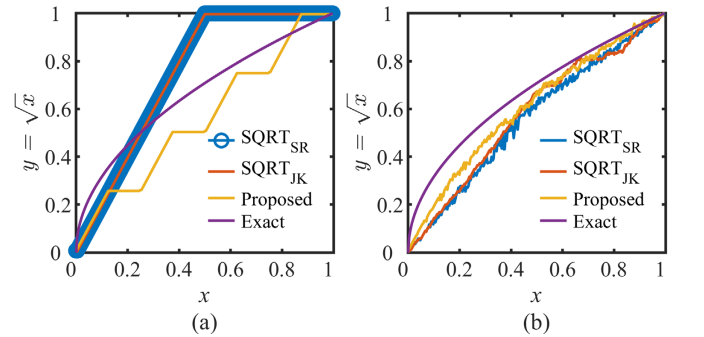 1
0.8
0.6
0.4
0.2
0
y = √x
0 0.2 0.4 0.6 0.8 1
x
SQRT_SR
SQRT_JK
Proposed
Exact
(a)
1
0.8
0.6
0.4
0.2
0
y = √x
0 0.2 0.4 0.6 0.8 1
x
SQRT_SR
SQRT_JK
Proposed
Exact
(b)